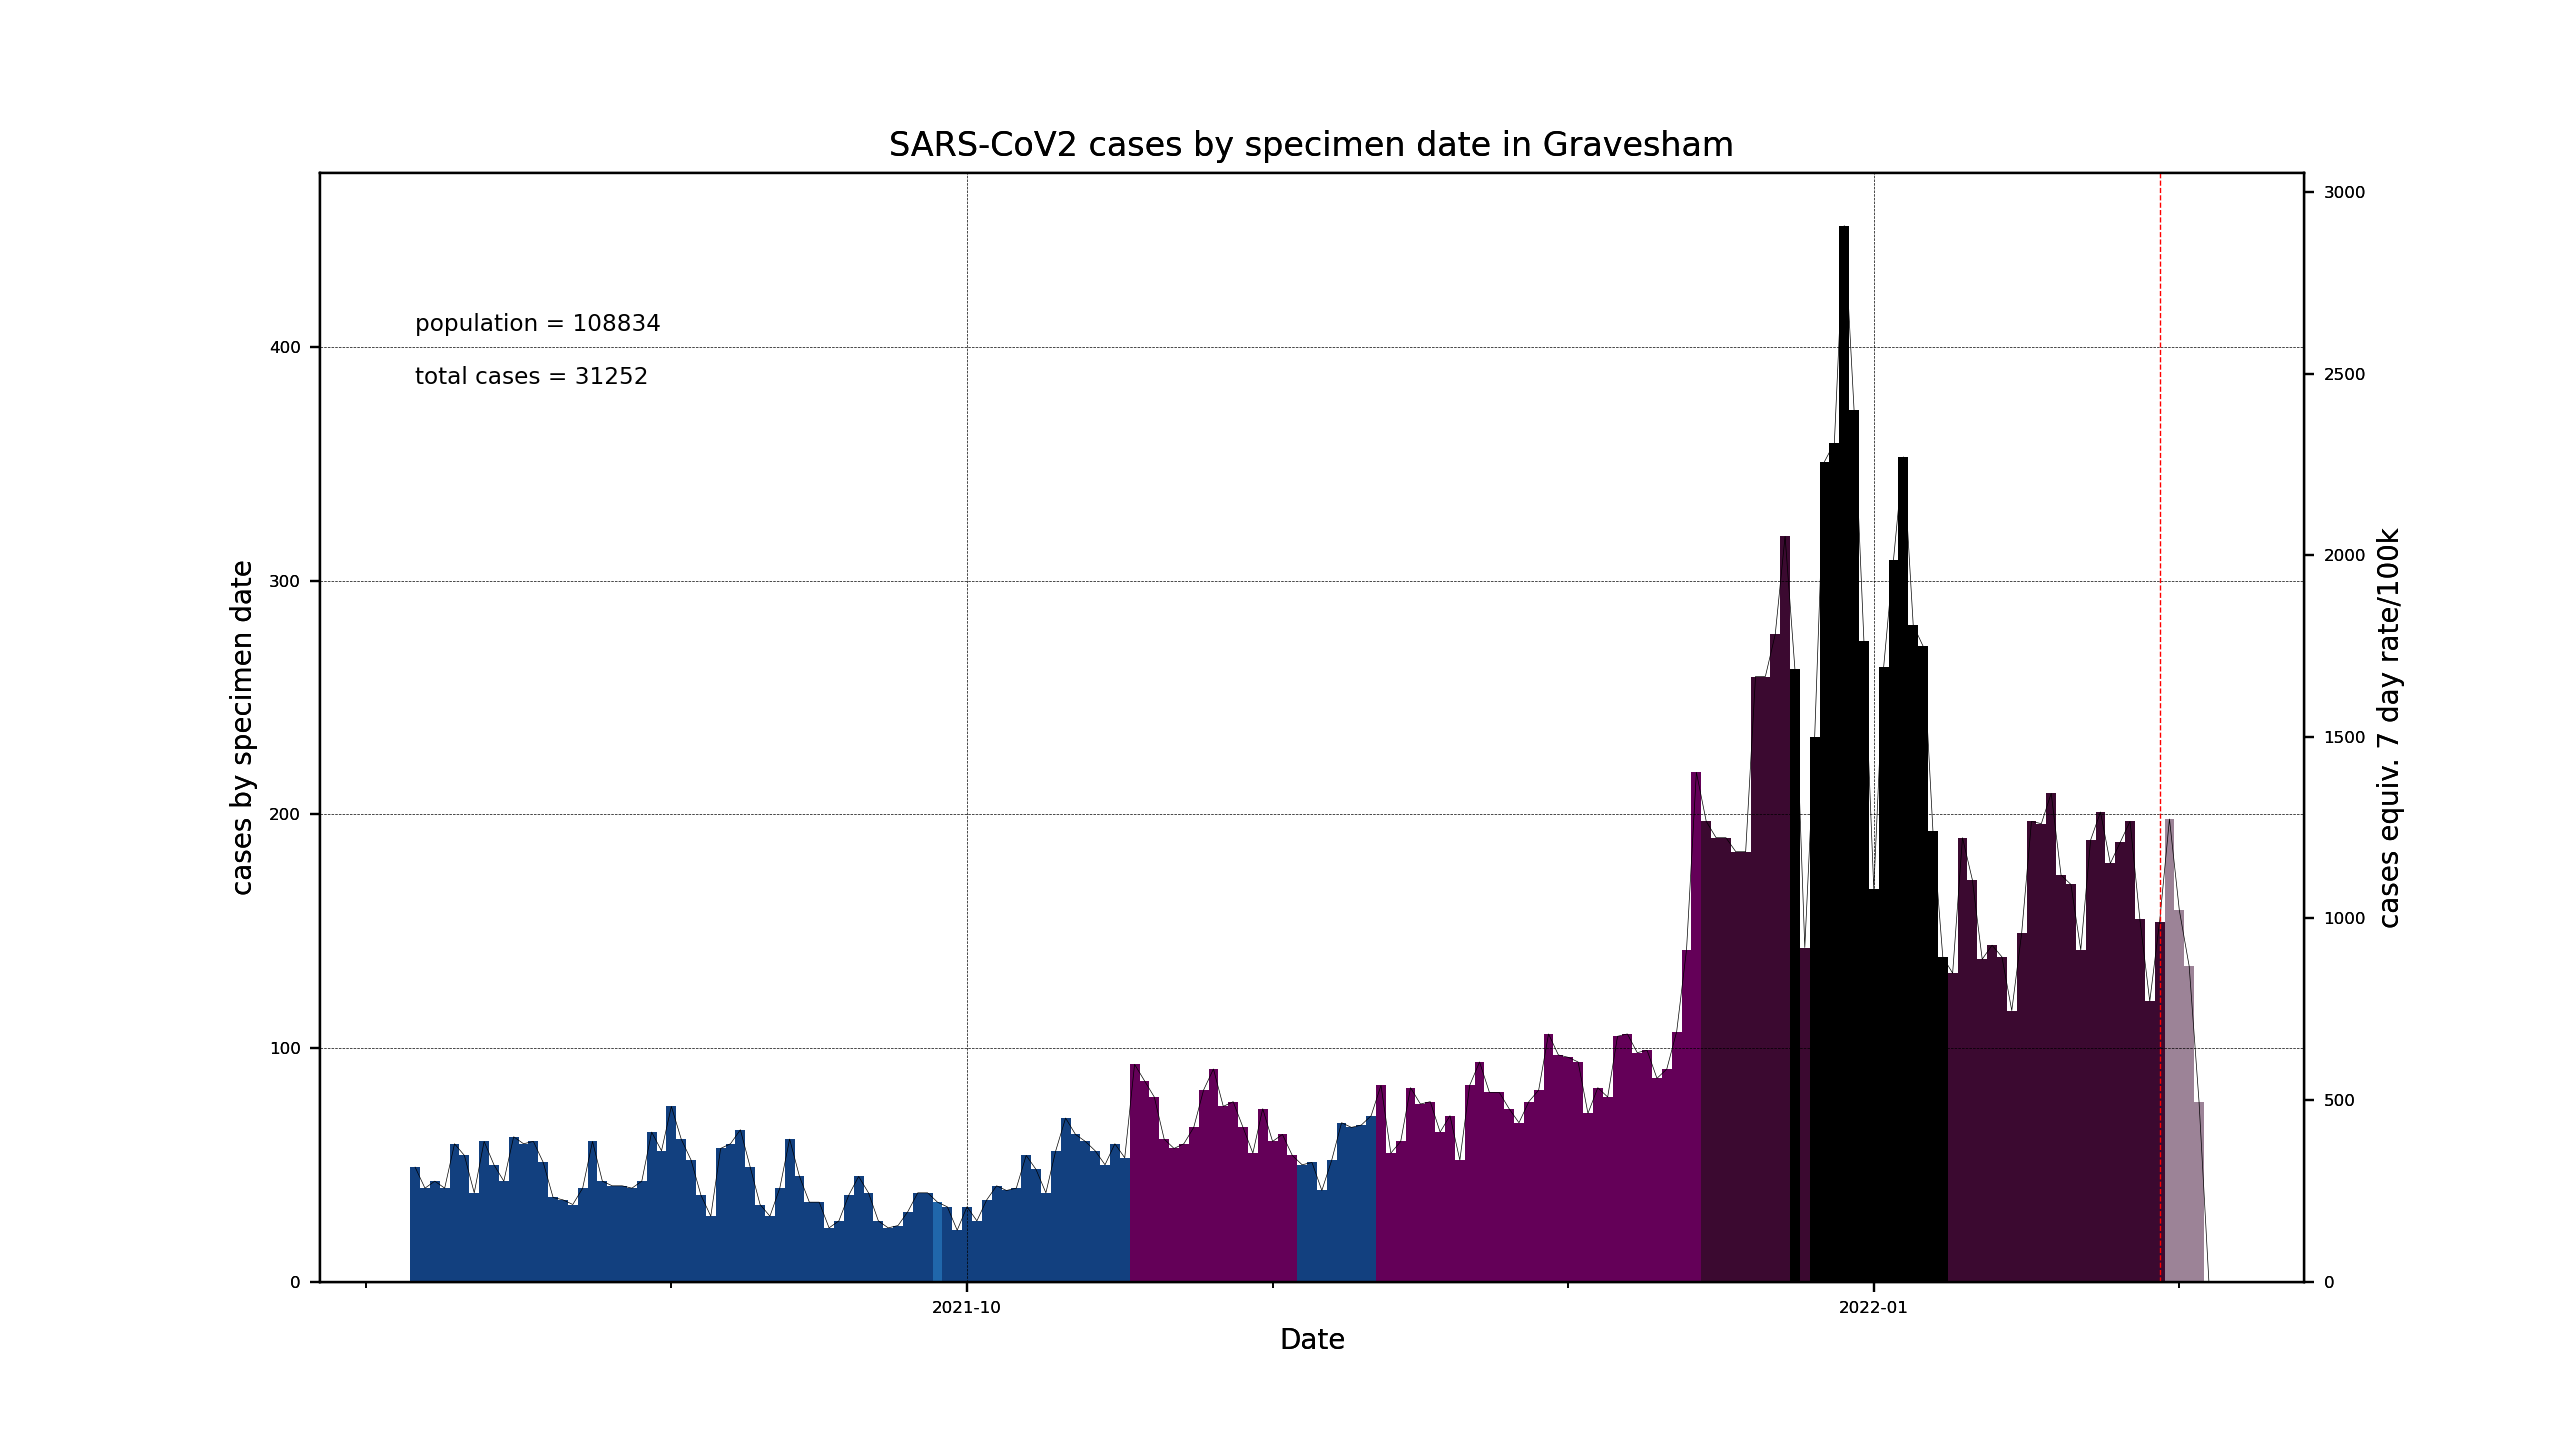 SARS-CoV2 cases by specimen date in Gravesham
population = 108834
total cases = 31252
cases by specimen date
400
300
200
100
0
3000
2500
2000
1500
1000
500
0
cases equiv. 7 day rate/100k
2021-10
2022-01
Date